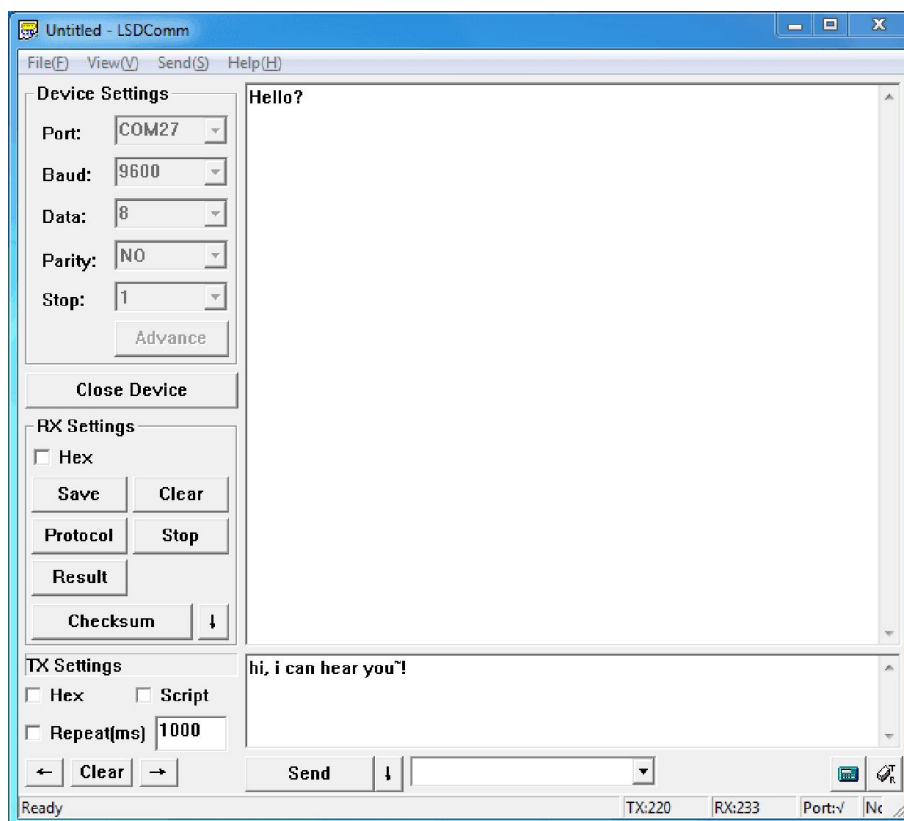 Untitled - LSDComm
File(F) View(V) Send(S) Help(H)
Device Settings
Port: COM27
Baud: 9600
Data: 8
Parity: NO
Stop: 1
Advance
Close Device
RX Settings
Hex
Save Clear
Protocol Stop
Result
Checksum
Hello?
TX Settings
Hex Script
Repeat(ms) 1000
← Clear →
hi, i can hear you~!
Send
Ready TX:220 RX:233 Port:√